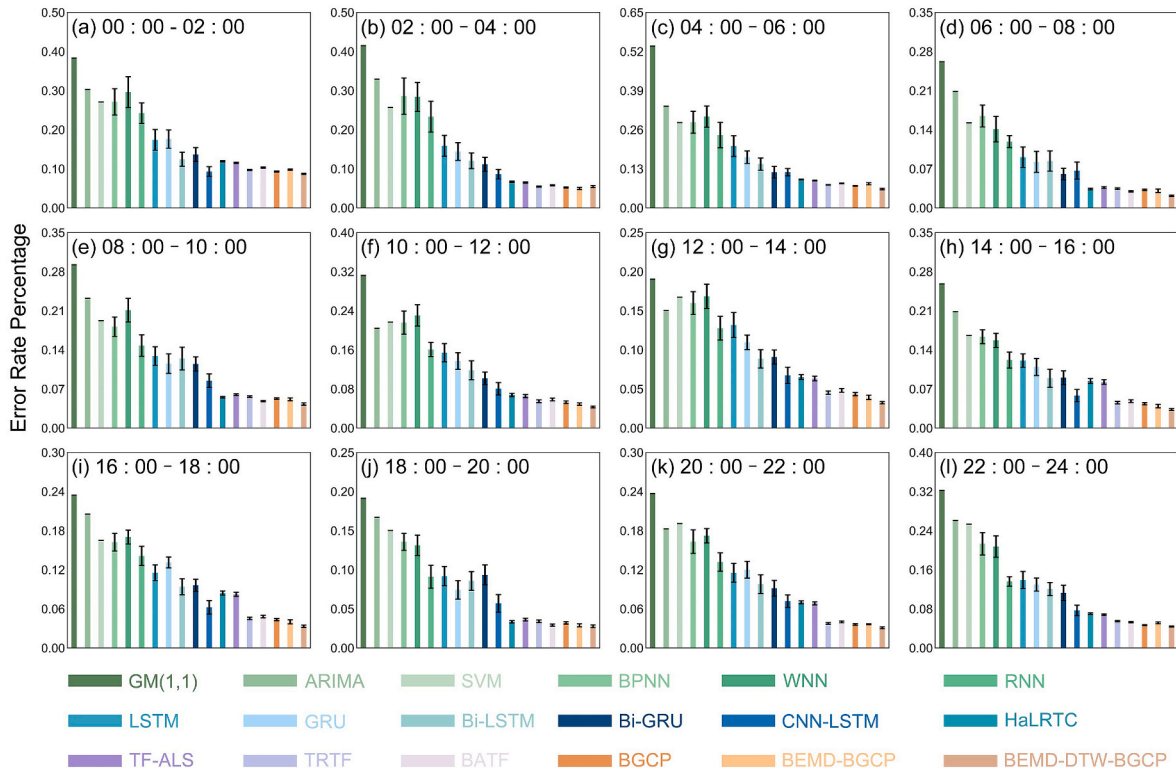 (a) 00 : 00 - 02 : 00
(b) 02 : 00 - 04 : 00
(c) 04 : 00 - 06 : 00
(d) 06 : 00 - 08 : 00
0.50 0.40 0.30 0.20 0.10 0.00
0.50 0.40 0.30 0.20 0.10 0.00
0.65 0.52 0.39 0.26 0.13 0.00
0.35 0.28 0.21 0.14 0.07 0.00
Error Rate Percentage
(e) 08 : 00 - 10 : 00
(f) 10 : 00 - 12 : 00
(g) 12 : 00 - 14 : 00
(h) 14 : 00 - 16 : 00
0.35 0.28 0.21 0.14 0.07 0.00
0.40 0.32 0.24 0.16 0.08 0.00
0.25 0.20 0.15 0.10 0.05 0.00
0.35 0.28 0.21 0.14 0.07 0.00
(i) 16 : 00 - 18 : 00
(j) 18 : 00 - 20 : 00
(k) 20 : 00 - 22 : 00
(l) 22 : 00 - 24 : 00
0.30 0.24 0.18 0.12 0.06 0.00
0.25 0.20 0.15 0.10 0.05 0.00
0.30 0.24 0.18 0.12 0.06 0.00
0.40 0.32 0.24 0.16 0.08 0.00
GM(1,1) ARIMA SVM BPNN WNN RNN
LSTM GRU Bi-LSTM Bi-GRU CNN-LSTM HaLRTC
TF-ALS TRTF BATF BGCP BEMD-BGCP BEMD-DTW-BGCP